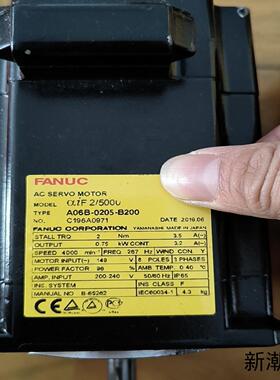 FANUC
AC SERVO MOTOR
MODEL αiF 2/5000
TYPE A06B-0205-B200
NO. C196A0971 DATE 2019.06
FANUC CORPORATION YAMANASHI MADE IN JAPAN
STALL TRQ 2 Nm 3.5 A(~)
OUTPUT 0.75 kW CONT 3.2 A(~)
SPEED 4000 min⁻¹ FREQ 267 Hz WIND CON Y
MOTOR INPUT(~) 149 V 8 POLES 3 PHASES
POWER FACTOR 96 % AMB TEMP. 0-40 °C
AMP. INPUT 200-240 V 50/60 Hz IP65
CE INS CLASS F
MANUAL NO. B-65262 IEC60034-1 4.3 kg
新潮